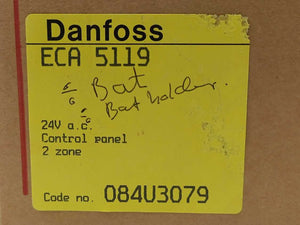 Danfoss
ECA 5119
Bat
Bat holder.
24V a.c.
Control panel
2 zone
Code no. 084U3079